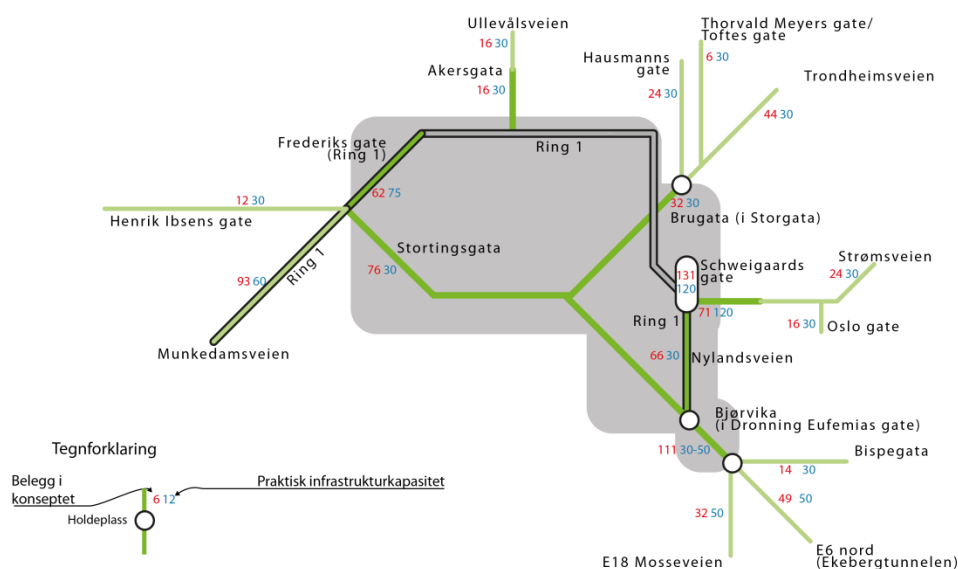 Ullevålsveien
16 30
Akersgata
16 30
Thorvald Meyers gate/
Toftes gate
6 30
Hausmanns
gate
24 30
Trondheimsveien
44 30
Frederiks gate
(Ring 1)
62 75
Ring 1
12 30
Henrik Ibsens gate
32 30
Brugata (i Storgata)
Stortingsgata
76 30
93 60
Ring 1
Munkedamsveien
Schweigaards
gate
131
120
71 120
Strømsveien
24 30
16 30
Oslo gate
Ring 1
66 30
Nylandsveien
Bjørvika
(i Dronning Eufemias gate)
111 30-50
Bispegata
14 30
49 50
32 50
E6 nord
(Ekebergtunnelen)
E18 Mosseveien
Tegnforklaring
Belegg i
konseptet
6 12
Praktisk infrastrukturkapasitet
Holdeplass